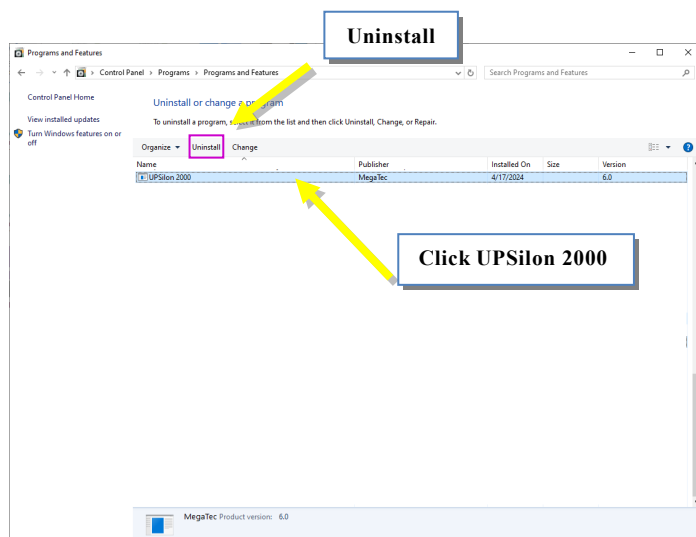 Uninstall
Programs and Features
Control Panel > Programs > Programs and Features
Search Programs and Features
Control Panel Home
View installed updates
Turn Windows features on or
off
Uninstall or change a program
To uninstall a program, select it from the list and then click Uninstall, Change, or Repair.
Organize Uninstall Change
Name Publisher Installed On Size Version
UPSilon 2000 MegaTec 4/17/2024 6.0
Click UPSilon 2000
MegaTec Product version: 6.0